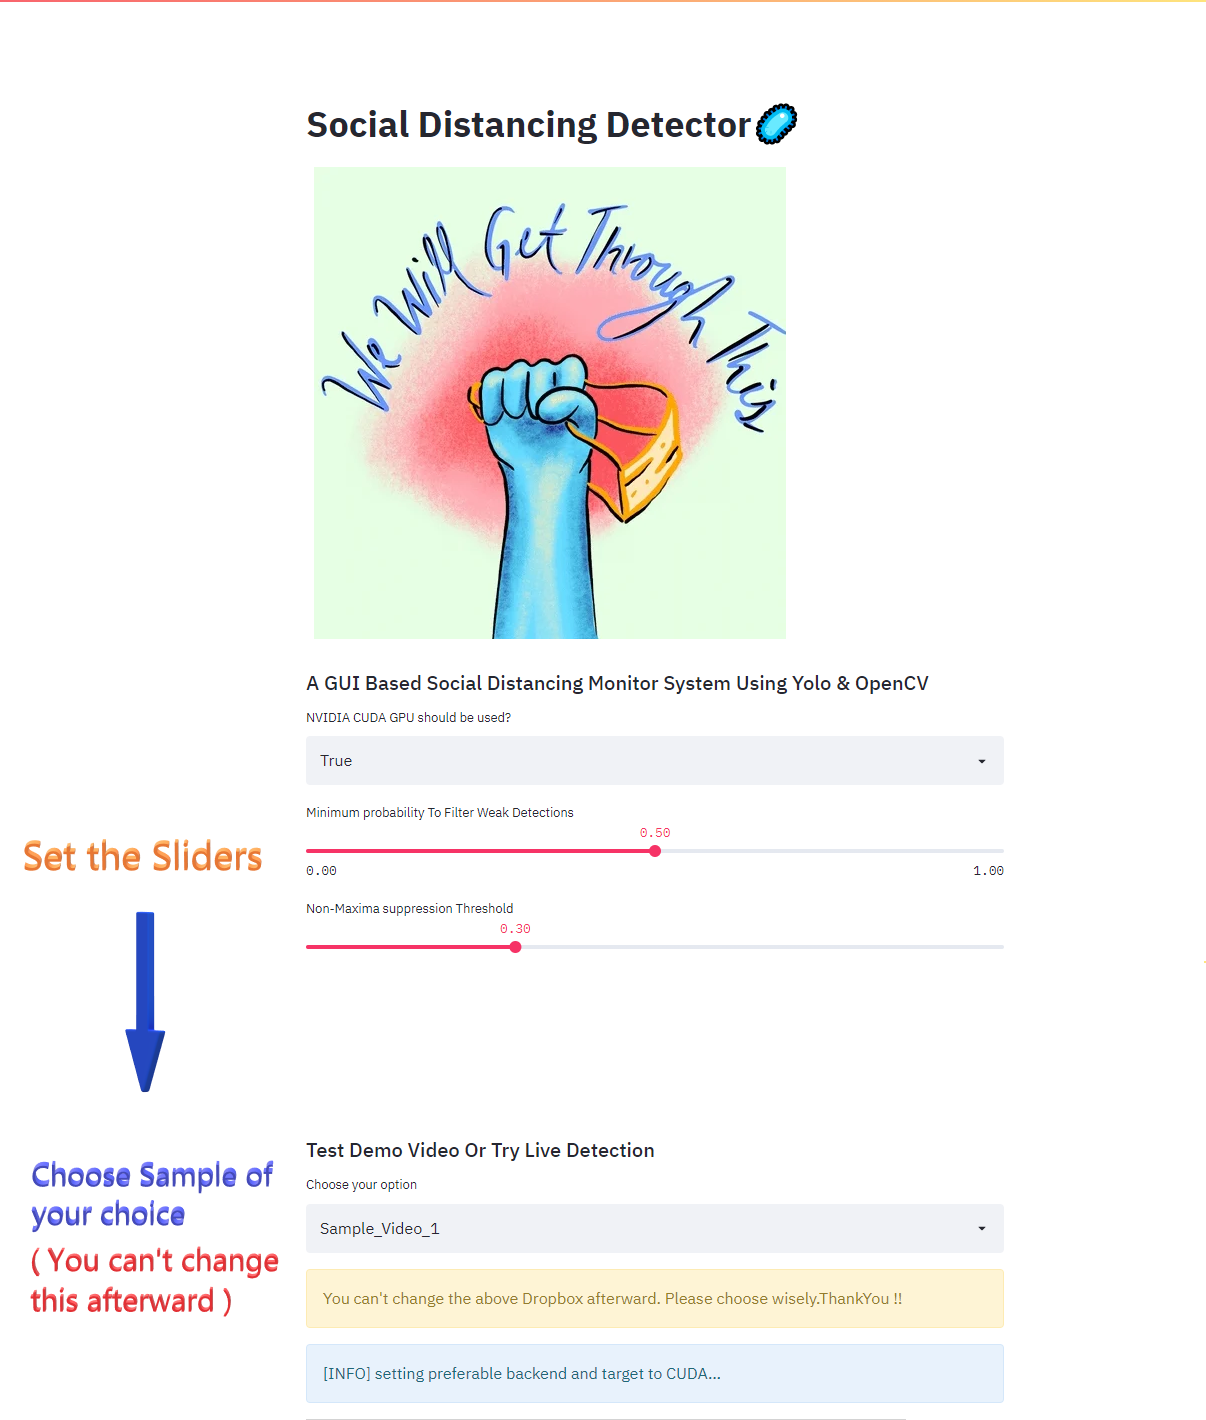 Social Distancing Detector
We Will Get Through This
A GUI Based Social Distancing Monitor System Using Yolo & OpenCV
NVIDIA CUDA GPU should be used?
True
Minimum probability To Filter Weak Detections
0.50
0.00 1.00
Set the Sliders
Non-Maxima suppression Threshold
0.30
Test Demo Video Or Try Live Detection
Choose your option
Sample_Video_1
Choose Sample of
your choice
( You can't change
this afterward )
You can't change the above Dropbox afterward. Please choose wisely.ThankYou !!
[INFO] setting preferable backend and target to CUDA...